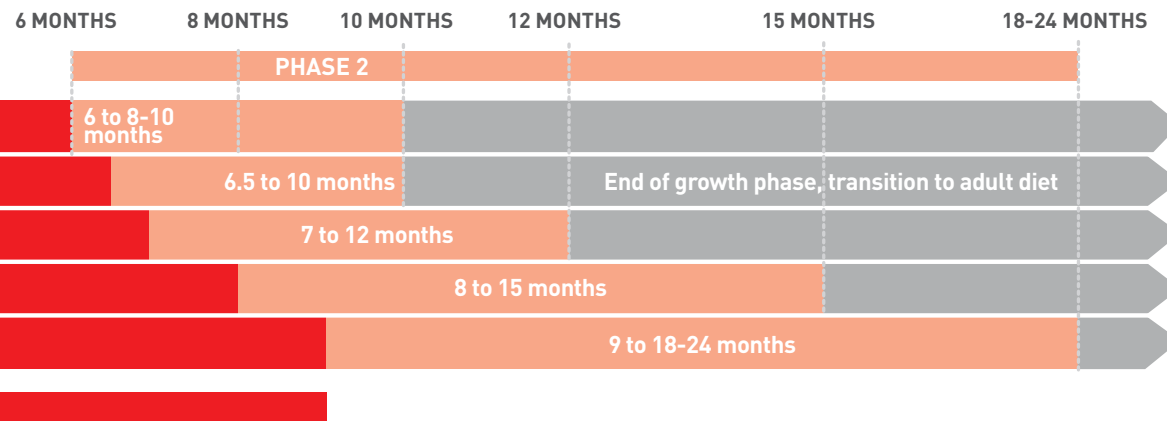 6 MONTHS 8 MONTHS 10 MONTHS 12 MONTHS 15 MONTHS 18-24 MONTHS
PHASE 2
6 to 8-10
months
6.5 to 10 months End of growth phase, transition to adult diet
7 to 12 months
8 to 15 months
9 to 18-24 months